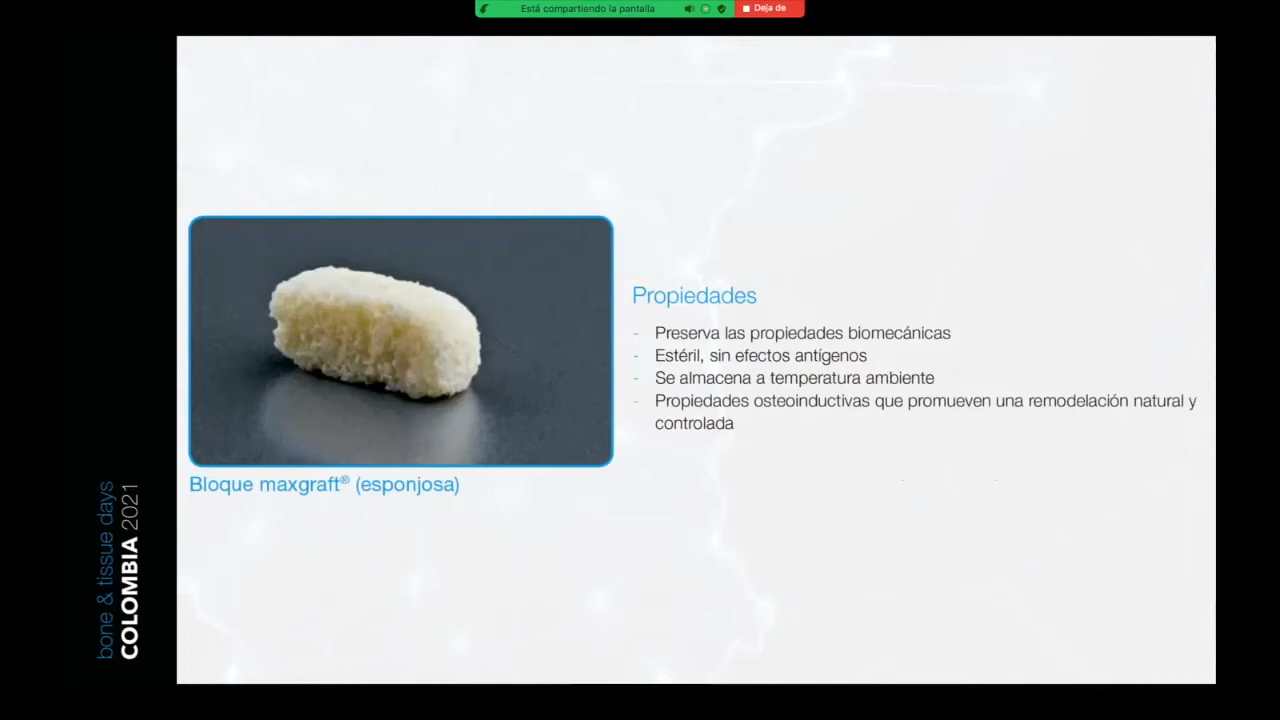 Está compartiendo la pantalla
Deja de
Propiedades
- Preserva las propiedades biomecánicas
- Estéril, sin efectos antígenos
- Se almacena a temperatura ambiente
- Propiedades osteoinductivas que promueven una remodelación natural y
controlada
Bloque maxgraft® (esponjosa)
bone & tissue days
COLOMBIA 2021